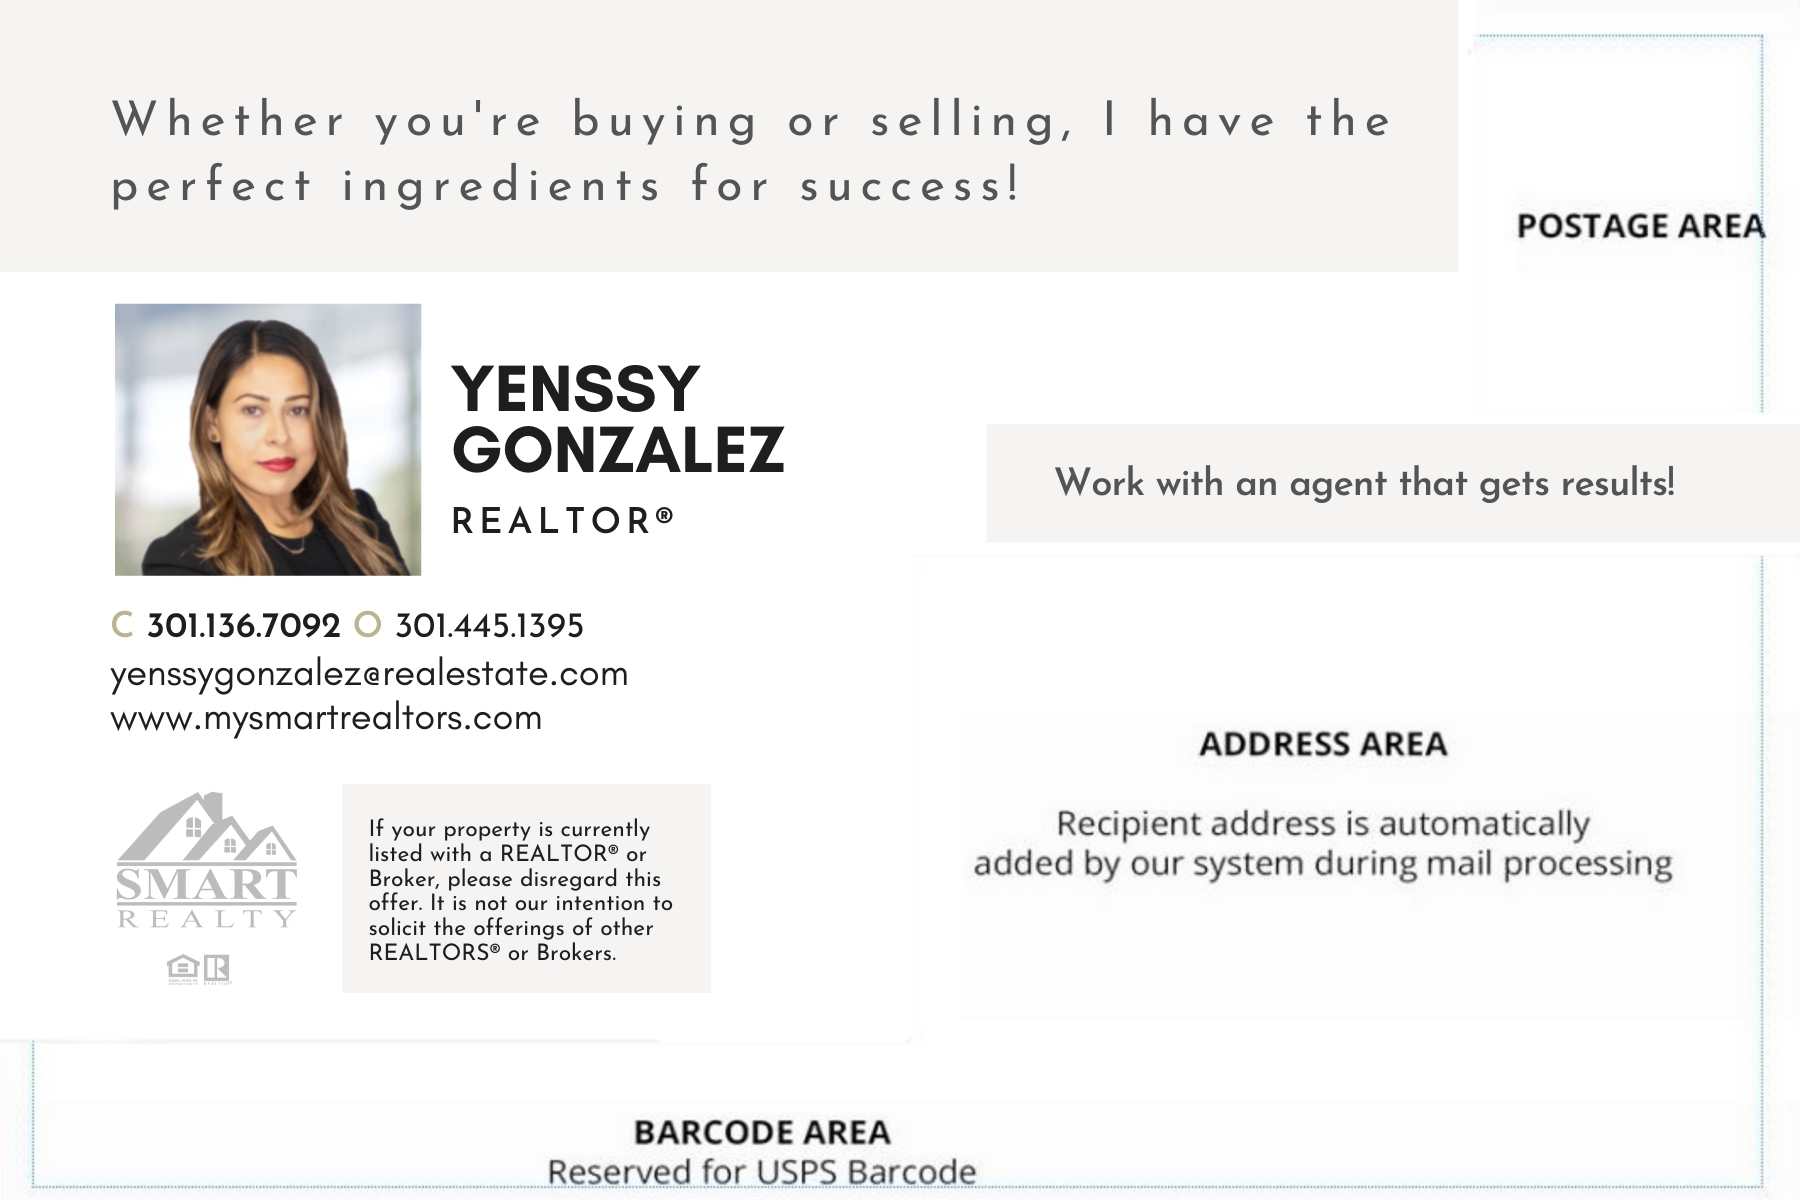 Whether you're buying or selling, I have the
perfect ingredients for success!
POSTAGE AREA
YENSSY
GONZALEZ
REALTOR®
Work with an agent that gets results!
C 301.136.7092 O 301.445.1395
yenssygonzalez@realestate.com
www.mysmartrealtors.com
ADDRESS AREA
Recipient address is automatically
added by our system during mail processing
SMART
REALTY
If your property is currently
listed with a REALTOR® or
Broker, please disregard this
offer. It is not our intention to
solicit the offerings of other
REALTORS® or Brokers.
BARCODE AREA
Reserved for USPS Barcode